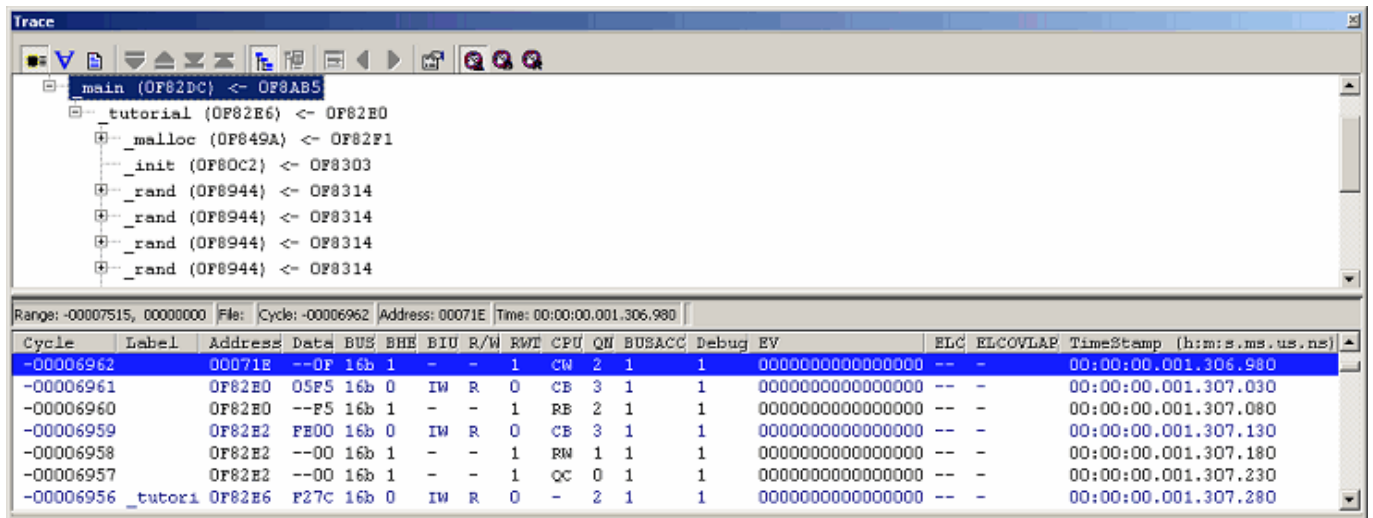 Trace
_main (0F82DC) <- 0F8AB5
_tutorial (0F82E6) <- 0F82E0
_malloc (0F849A) <- 0F82F1
_init (0F80C2) <- 0F8303
_rand (0F8944) <- 0F8314
_rand (0F8944) <- 0F8314
_rand (0F8944) <- 0F8314
_rand (0F8944) <- 0F8314
Range: -00007515, 00000000 File: Cycle: -00006962 Address: 00071E Time: 00:00:00.001.306.980
Cycle Label Address Data BUS BHE BIU R/W RWT CPU QN BUSACC Debug EV ELC ELCOVLAP TimeStamp (h:m:s.ms.us.ns)
-00006962 00071E --0F 16b 1 - - 1 CW 2 1 1 0000000000000000 -- - 00:00:00.001.306.980
-00006961 0F82E0 05F5 16b 0 IW R 0 CB 3 1 1 0000000000000000 -- - 00:00:00.001.307.030
-00006960 0F82E0 --F5 16b 1 - - 1 RB 2 1 1 0000000000000000 -- - 00:00:00.001.307.080
-00006959 0F82E2 FE00 16b 0 IW R 0 CB 3 1 1 0000000000000000 -- - 00:00:00.001.307.130
-00006958 0F82E2 --00 16b 1 - - 1 RW 1 1 1 0000000000000000 -- - 00:00:00.001.307.180
-00006957 0F82E2 --00 16b 1 - - 1 QC 0 1 1 0000000000000000 -- - 00:00:00.001.307.230
-00006956 _tutori 0F82E6 F27C 16b 0 IW R 0 - 2 1 1 0000000000000000 -- - 00:00:00.001.307.280